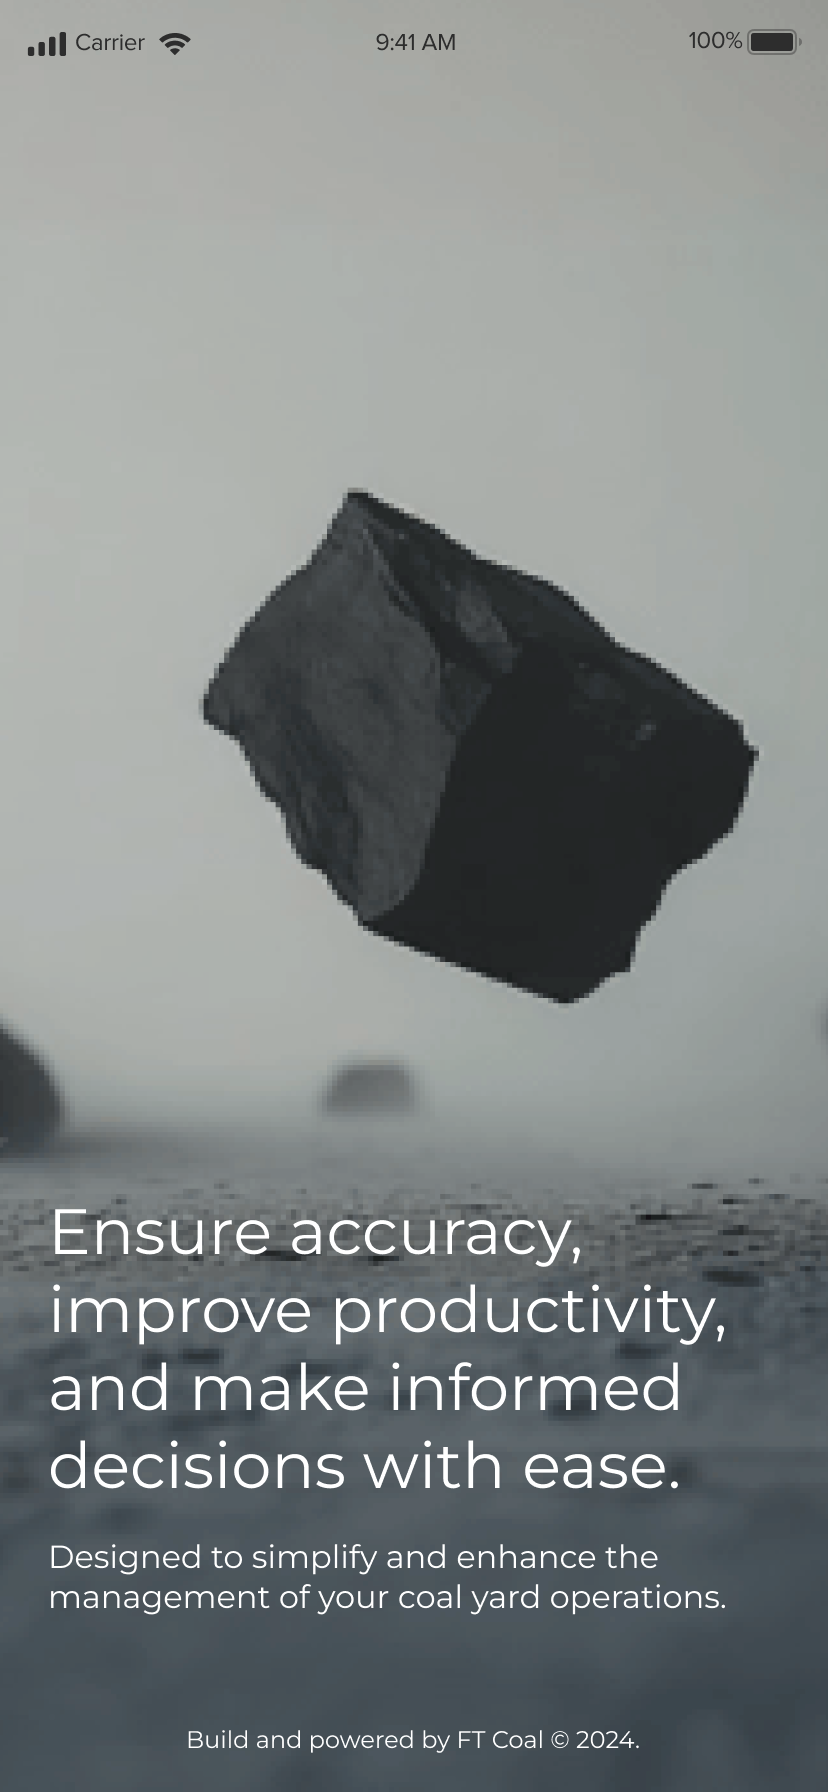 Carrier 9:41 AM 100%
Ensure accuracy,
improve productivity,
and make informed
decisions with ease.
Designed to simplify and enhance the
management of your coal yard operations.
Build and powered by FT Coal © 2024.